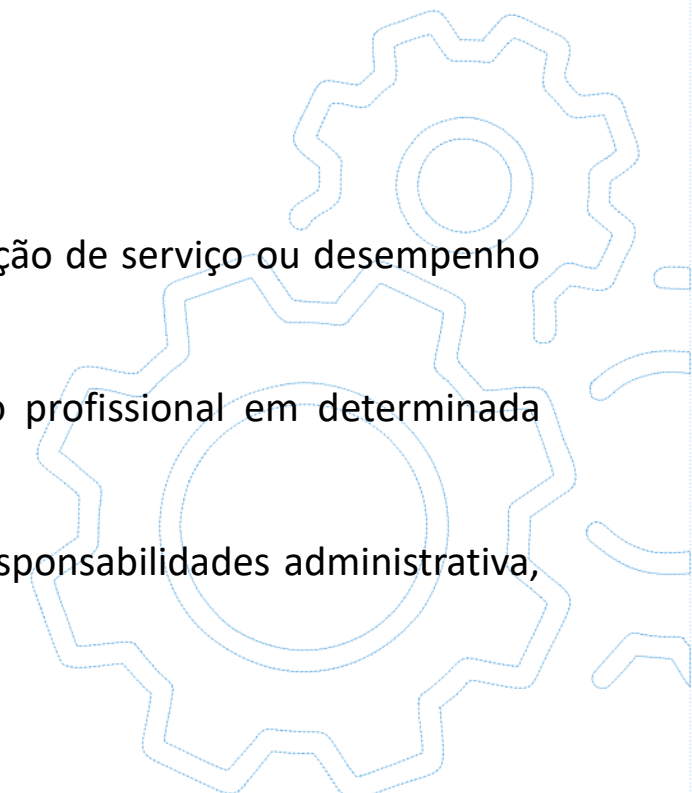 ção de serviço ou desempenho
profissional em determinada
sponsabilidades administrativa,